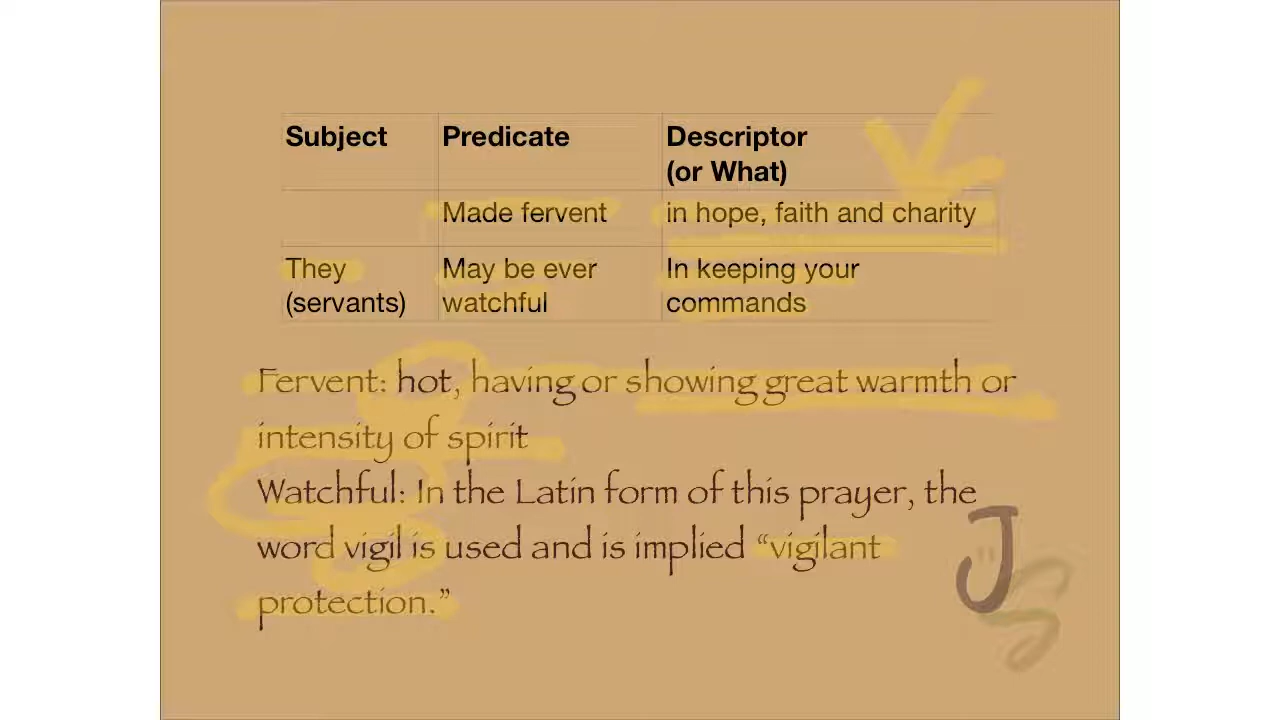 Subject Predicate Descriptor
(or What)
Made fervent in hope, faith and charity
They May be ever In keeping your
(servants) watchful commands
Fervent: hot, having or showing great warmth or
intensity of spirit
Watchful: In the Latin form of this prayer, the
word vigil is used and is implied “vigilant
protection.”
J
S